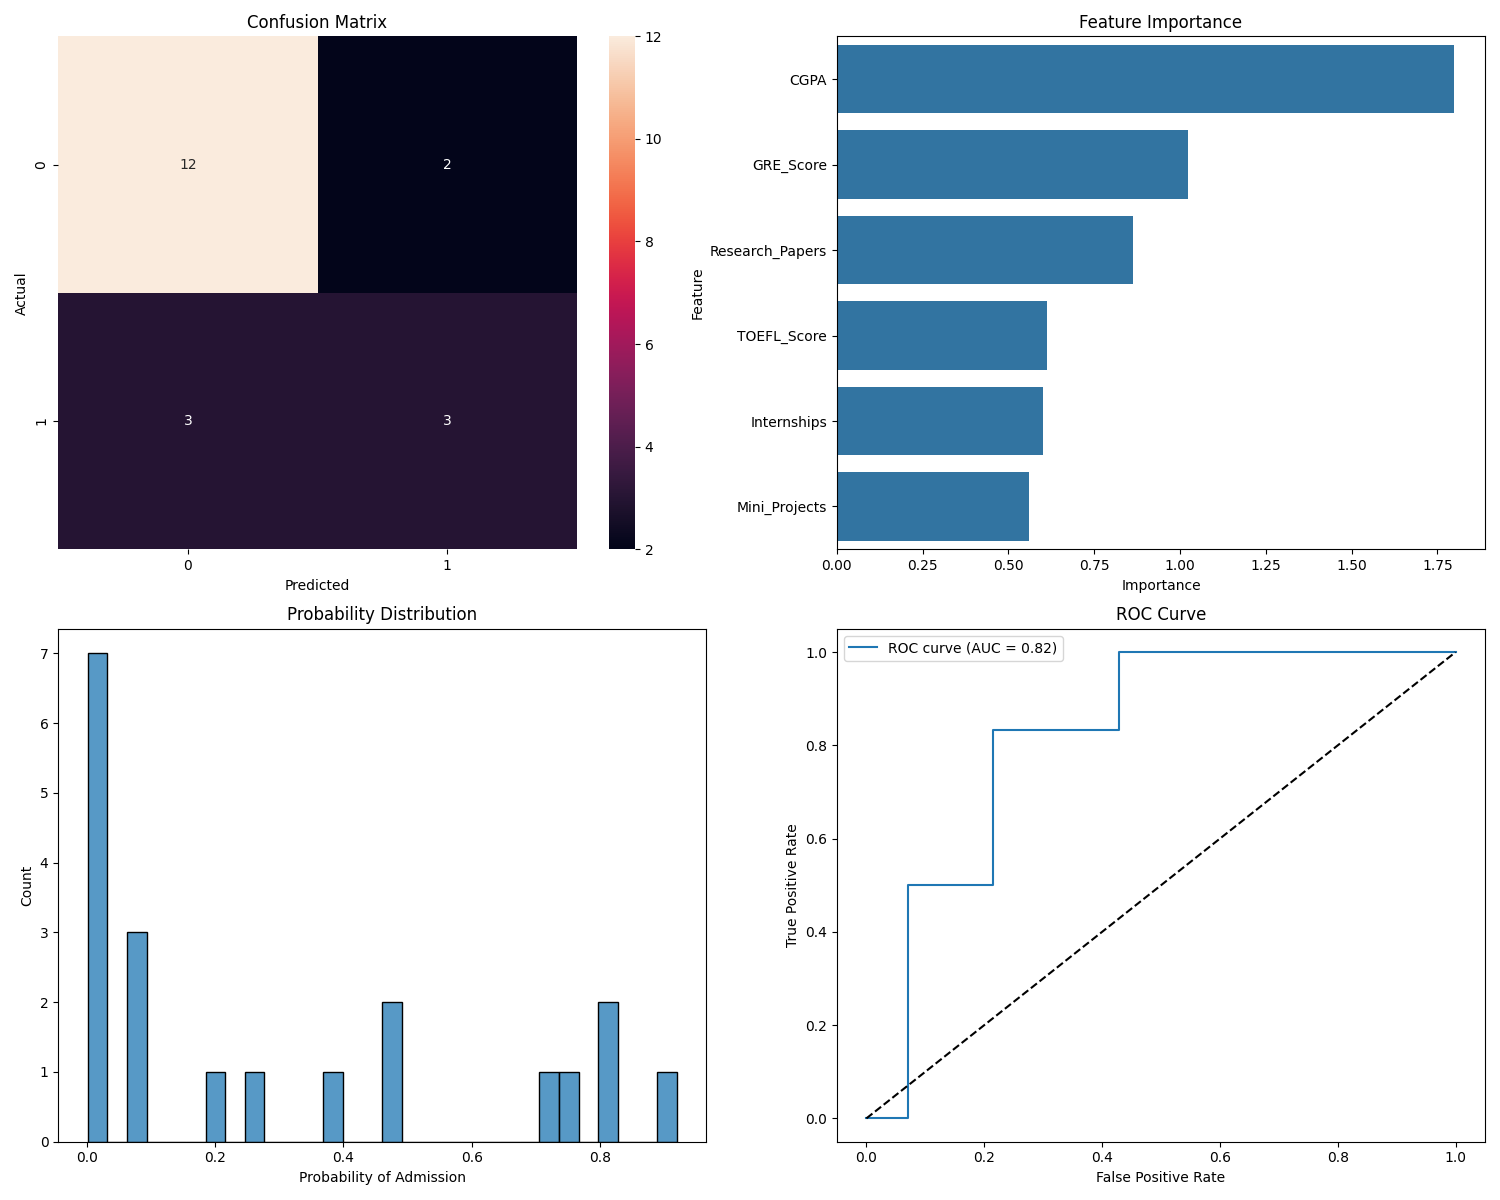 Confusion Matrix
12
2
3
3
0
1
Actual
0
1
Predicted
12
10
8
6
4
2
Feature Importance
CGPA
GRE_Score
Research_Papers
TOEFL_Score
Internships
Mini_Projects
Feature
0.00 0.25 0.50 0.75 1.00 1.25 1.50 1.75
Importance
Probability Distribution
7
6
5
4
3
2
1
0
Count
0.0 0.2 0.4 0.6 0.8
Probability of Admission
ROC Curve
ROC curve (AUC = 0.82)
1.0
0.8
0.6
0.4
0.2
0.0
True Positive Rate
0.0 0.2 0.4 0.6 0.8 1.0
False Positive Rate